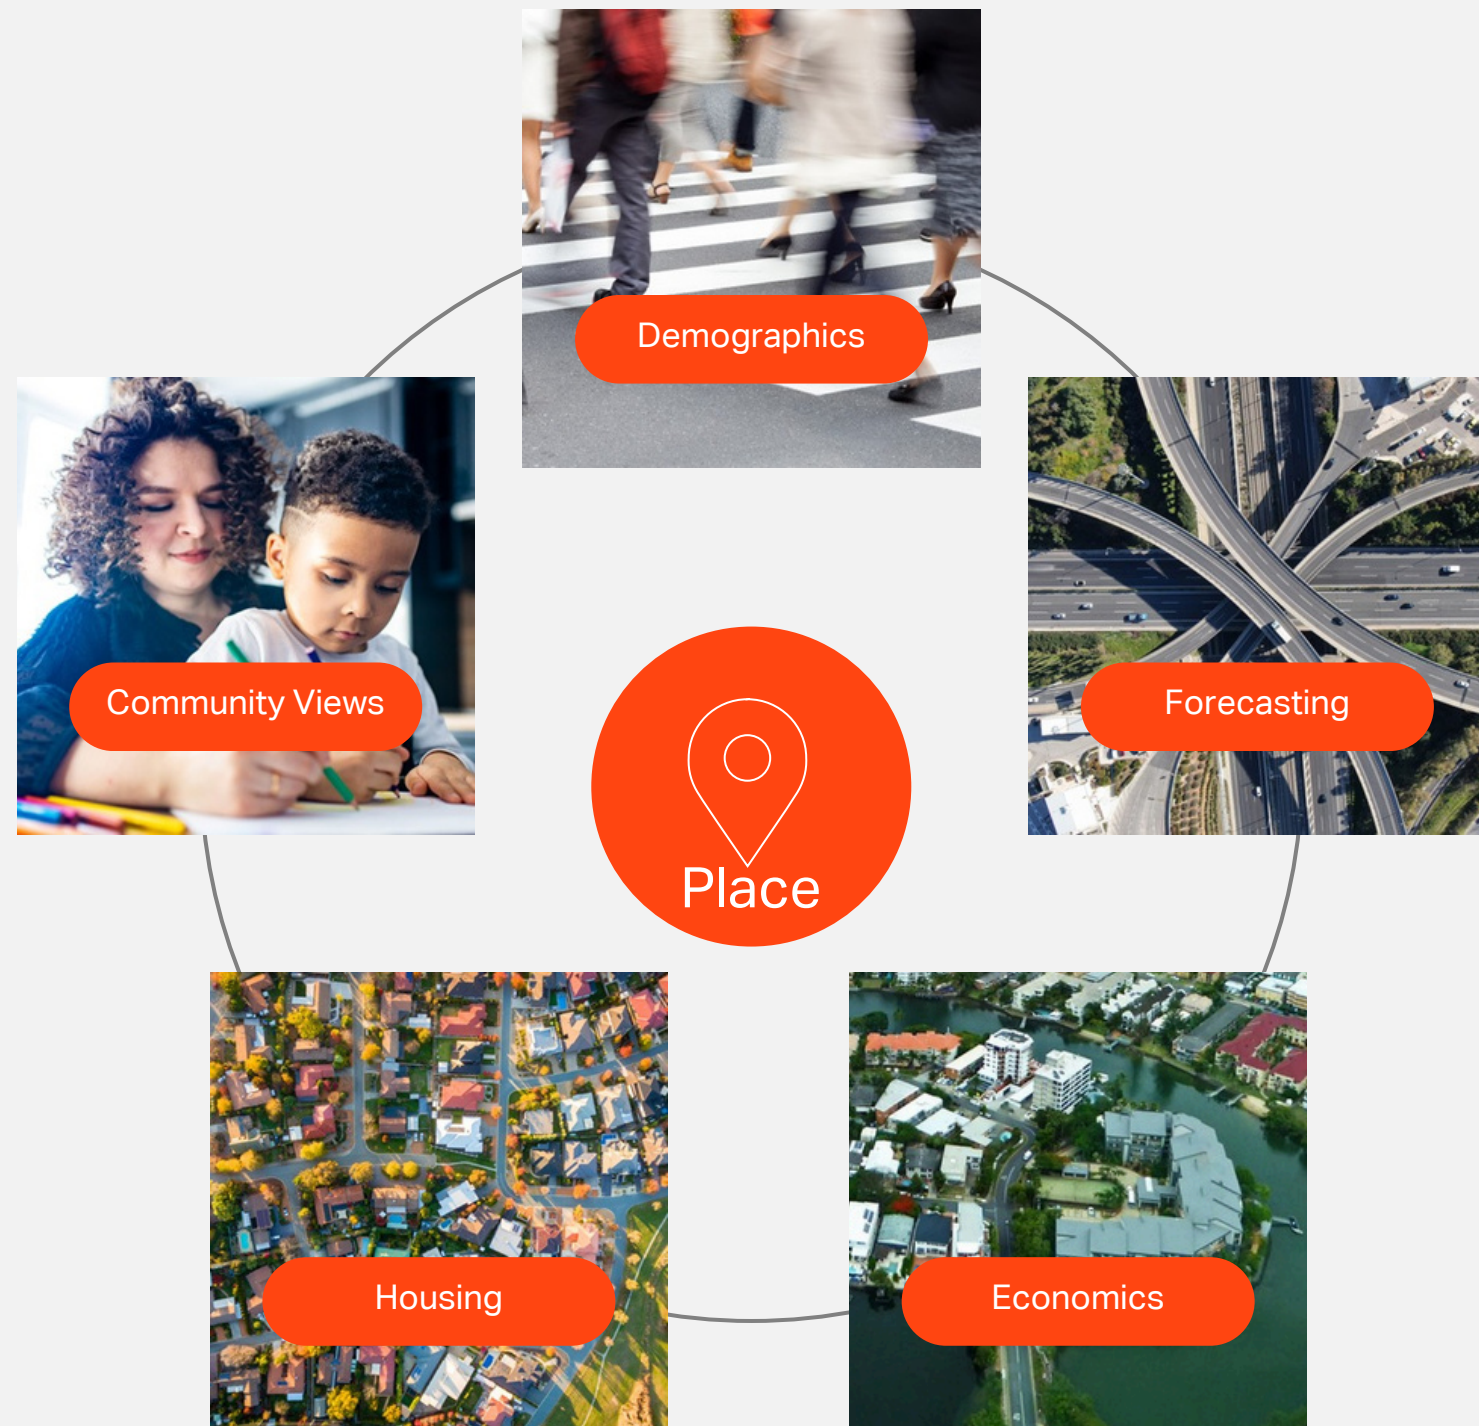 Demographics
Community Views
Forecasting
Place
Housing
Economics